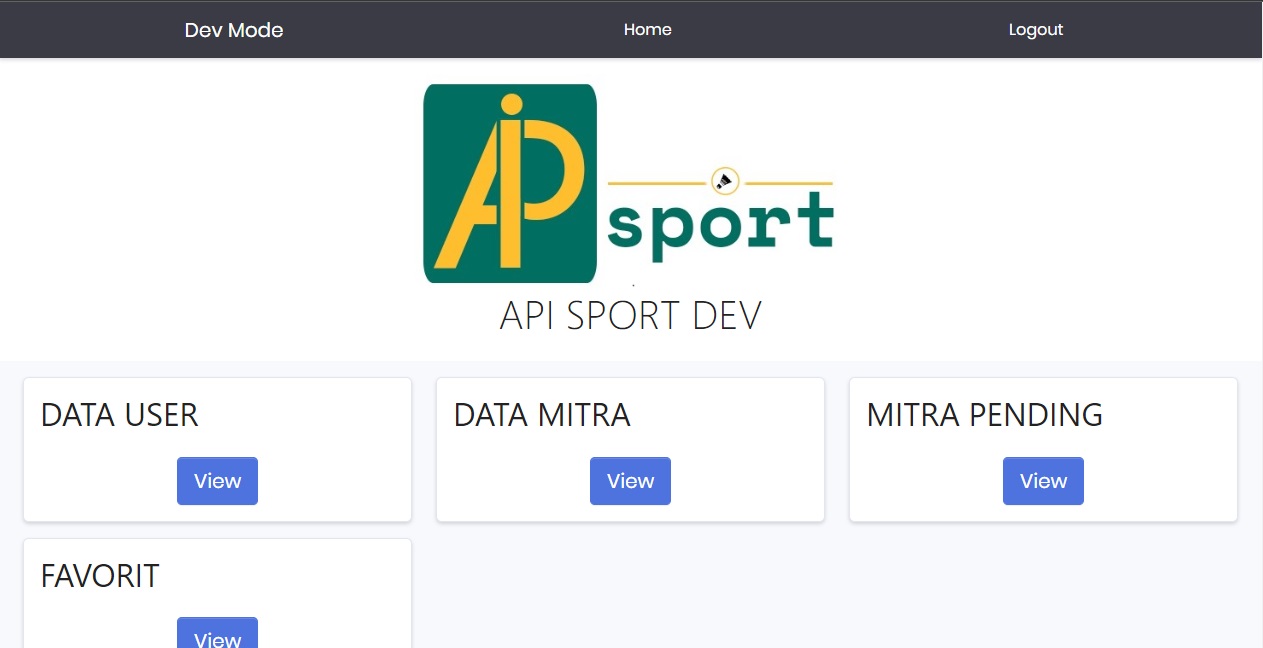 Dev Mode Home Logout
AiP
sport
API SPORT DEV
DATA USER DATA MITRA MITRA PENDING
View View View
FAVORIT
View